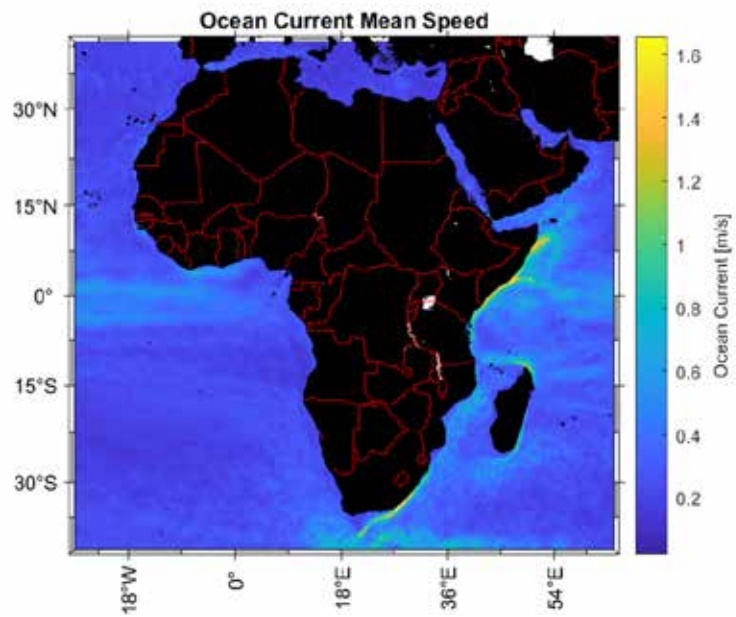 Ocean Current Mean Speed
30°N
15°N
0°
15°S
30°S
18°W
0°
18°E
36°E
54°E
1.6
1.4
1.2
1
0.8
0.6
0.4
0.2
Ocean Current [m/s]